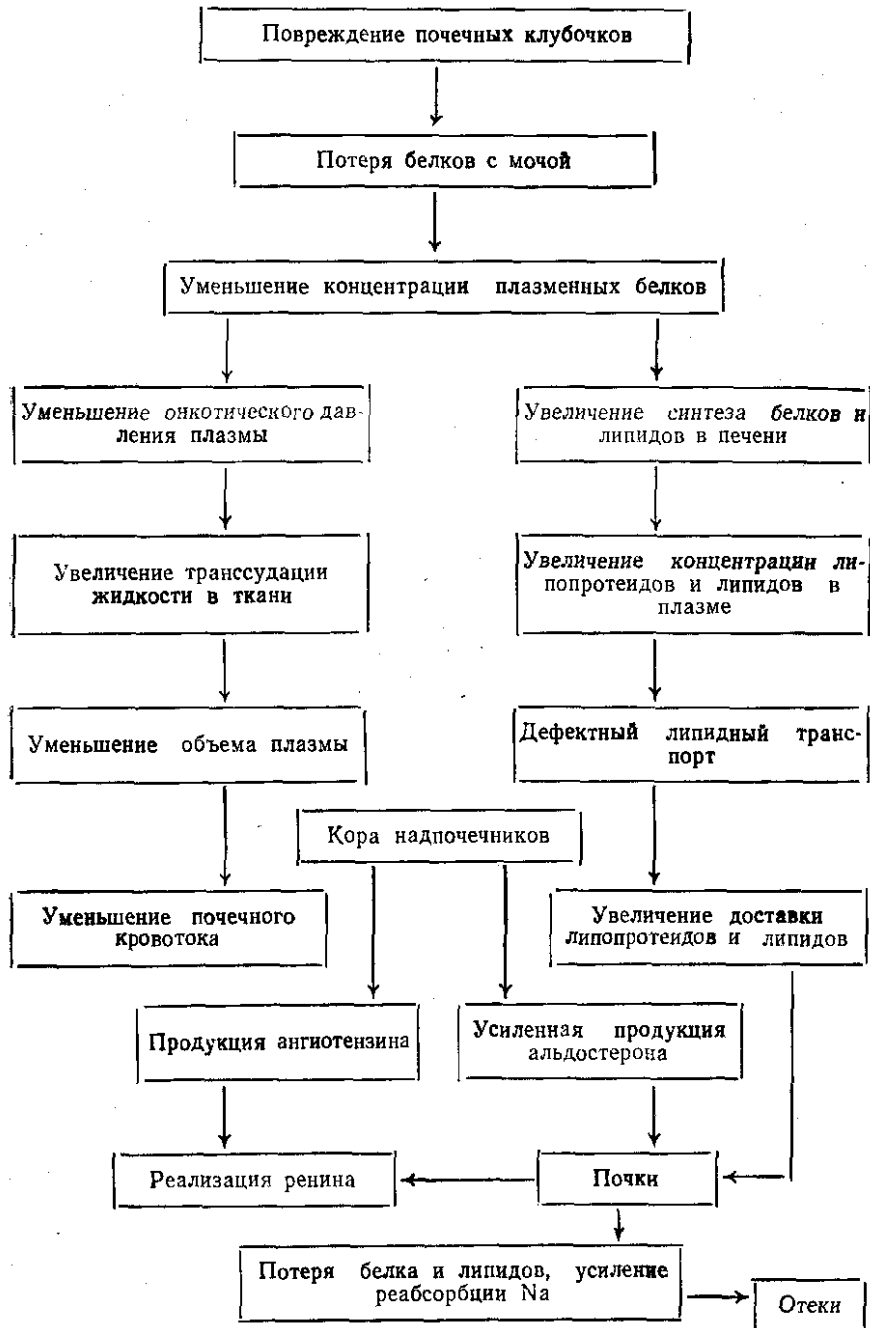 Повреждение почечных клубочков
Потеря белков с мочой
Уменьшение концентрации плазменных белков
Уменьшение онкотического дав-
ления плазмы
Увеличение синтеза белков и
липидов в печени
Увеличение транссудации
жидкости в ткани
Увеличение концентрации ли-
попротеидов и липидов в
плазме
Уменьшение объема плазмы
Дефектный липидный транс-
порт
Кора надпочечников
Уменьшение почечного
кровотока
Увеличение доставки
липопротеидов и липидов
Продукция ангиотензина
Усиленная продукция
альдостерона
Реализация ренина
Почки
Потеря белка и липидов, усиление
реабсорбции Na
Отеки